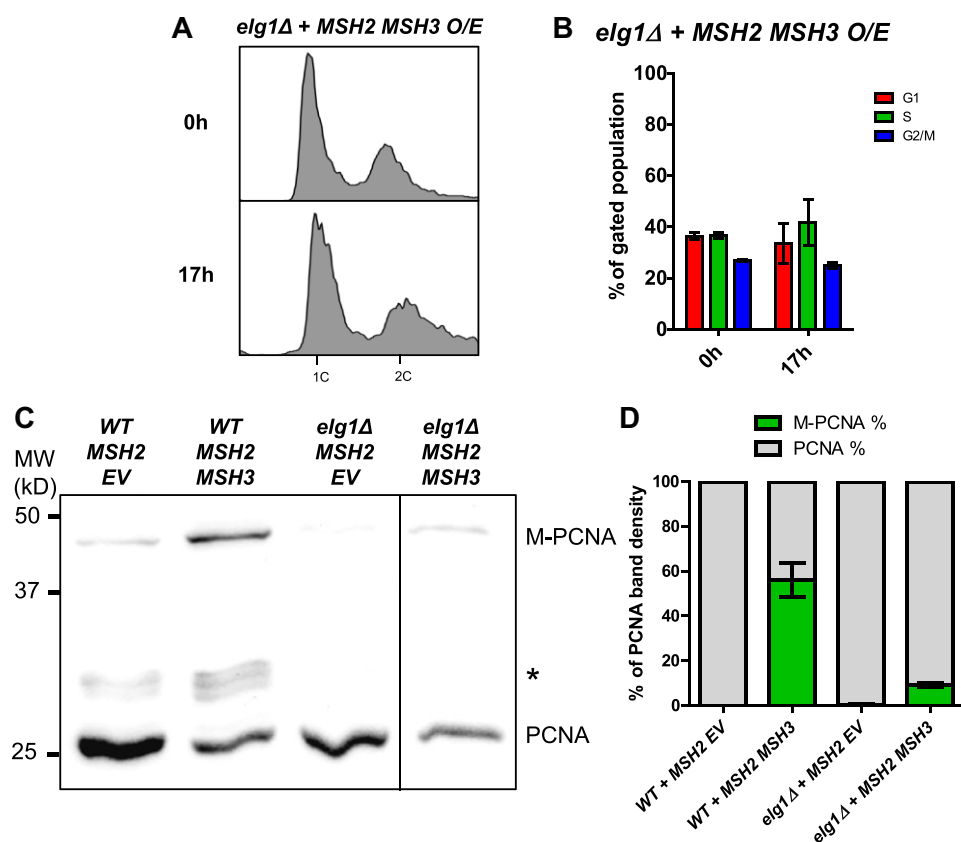 A
elg1Δ + MSH2 MSH3 O/E
0h
17h
1C
2C
B
elg1Δ + MSH2 MSH3 O/E
% of gated population
100
80
60
40
20
0
0h
17h
G1
S
G2/M
C
MW
(kD)
WT
MSH2
EV
WT
MSH2
MSH3
elg1Δ
MSH2
EV
elg1Δ
MSH2
MSH3
50
37
25
M-PCNA
*
PCNA
D
M-PCNA %
PCNA %
% of PCNA band density
100
80
60
40
20
0
WT + MSH2 EV
WT + MSH2 MSH3
elg1Δ + MSH2 EV
elg1Δ + MSH2 MSH3